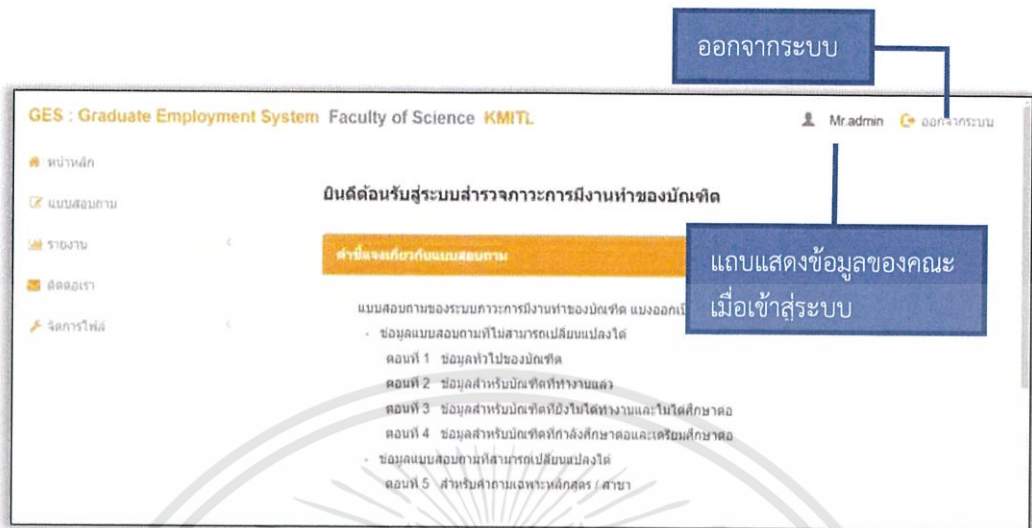 ออกจากระบบ
GES : Graduate Employment System Faculty of Science KMITL
Mr.admin ออกจากระบบ
หน้าหลัก
แบบสอบถาม
รายงาน
ติดต่อเรา
จัดการไฟล์
ยินดีต้อนรับสู่ระบบสำรวจภาวะการมีงานทำของบัณฑิต
คำชี้แจงเกี่ยวกับแบบสอบถาม
แถบแสดงข้อมูลของคณะ
เมื่อเข้าสู่ระบบ
แบบสอบถามของระบบภาวะการมีงานทำของบัณฑิต แบ่งออกเป็
- ข้อมูลแบบสอบถามที่ไม่สามารถเปลี่ยนแปลงได้
ตอนที่ 1 ข้อมูลทั่วไปของบัณฑิต
ตอนที่ 2 ข้อมูลสำหรับบัณฑิตที่ทำงานแล้ว
ตอนที่ 3 ข้อมูลสำหรับบัณฑิตที่ยังไม่ได้ทำงานและไม่ได้ศึกษาต่อ
ตอนที่ 4 ข้อมูลสำหรับบัณฑิตที่กำลังศึกษาต่อและเตรียมศึกษาต่อ
- ข้อมูลแบบสอบถามที่สามารถเปลี่ยนแปลงได้
ตอนที่ 5 สำหรับคำถามเฉพาะหลักสูตร / สาขา